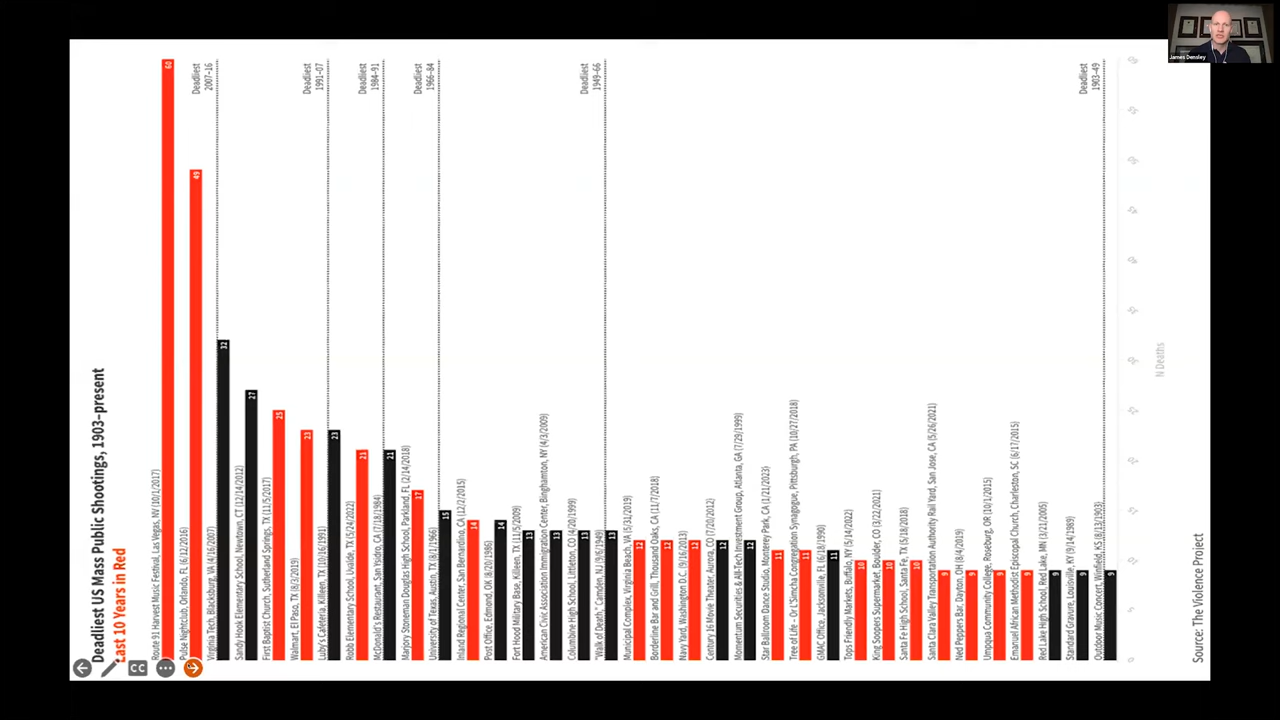 Deadliest US Mass Public Shootings, 1903–present
Last 10 Years in Red
Route 91 Harvest Music Festival, Las Vegas, NV (10/1/2017)
60
Pulse Nightclub, Orlando, FL (6/12/2016)
49
Deadliest
2007-16
Virginia Tech, Blacksburg, VA (4/16/2007)
32
Sandy Hook Elementary School, Newtown, CT (12/14/2012)
27
First Baptist Church, Sutherland Springs, TX (11/5/2017)
25
Walmart, El Paso, TX (8/3/2019)
23
Deadliest
1991-07
Luby's Cafeteria, Killeen, TX (10/16/1991)
23
Robb Elementary School, Uvalde, TX (5/24/2022)
21
Deadliest
1984-91
McDonald's Restaurant, San Ysidro, CA (7/18/1984)
21
Marjory Stoneman Douglas High School, Parkland, FL (2/14/2018)
17
Deadliest
1966-84
University of Texas, Austin, TX (8/1/1966)
15
Inland Regional Center, San Bernardino, CA (12/2/2015)
14
Post Office, Edmond, OK (8/20/1986)
14
Fort Hood Military Base, Killeen, TX (11/5/2009)
13
American Civic Association Immigration Center, Binghamton, NY (4/3/2009)
13
Columbine High School, Littleton, CO (4/20/1999)
13
Deadliest
1949-66
"Walk of Death," Camden, NJ (9/6/1949)
13
Municipal Complex, Virginia Beach, VA (5/31/2019)
12
Borderline Bar and Grill, Thousand Oaks, CA (11/7/2018)
12
Navy Yard, Washington D.C. (9/16/2013)
12
Century 16 Movie Theater, Aurora, CO (7/20/2012)
12
Momentum Securities & All-Tech Investment Group, Atlanta, GA (7/29/1999)
12
Star Ballroom Dance Studio, Monterey Park, CA (1/21/2023)
11
Tree of Life – Or L'Simcha Congregation Synagogue, Pittsburgh, PA (10/27/2018)
11
GMAC Office, Jacksonville, FL (6/18/1990)
11
Tops Friendly Markets, Buffalo, NY (5/14/2022)
10
King Soopers Supermarket, Boulder, CO (3/22/2021)
10
Santa Fe High School, Santa Fe, TX (5/18/2018)
10
Santa Clara Valley Transportation Authority Rail Yard, San Jose, CA (5/26/2021)
9
Ned Peppers Bar, Dayton, OH (8/4/2019)
9
Umpqua Community College, Roseburg, OR (10/1/2015)
9
Emanuel African Methodist Episcopal Church, Charleston, SC (6/17/2015)
9
Red Lake High School, Red Lake, MN (3/21/2005)
9
Standard Gravure, Louisville, KY (9/14/1989)
9
Deadliest
1903-49
Outdoor Music Concert, Winfield, KS (8/13/1903)
9
0 5 10 15 20 25 30 35 40 45 50 55 60
N Deaths
Source: The Violence Project
CC
James Densley